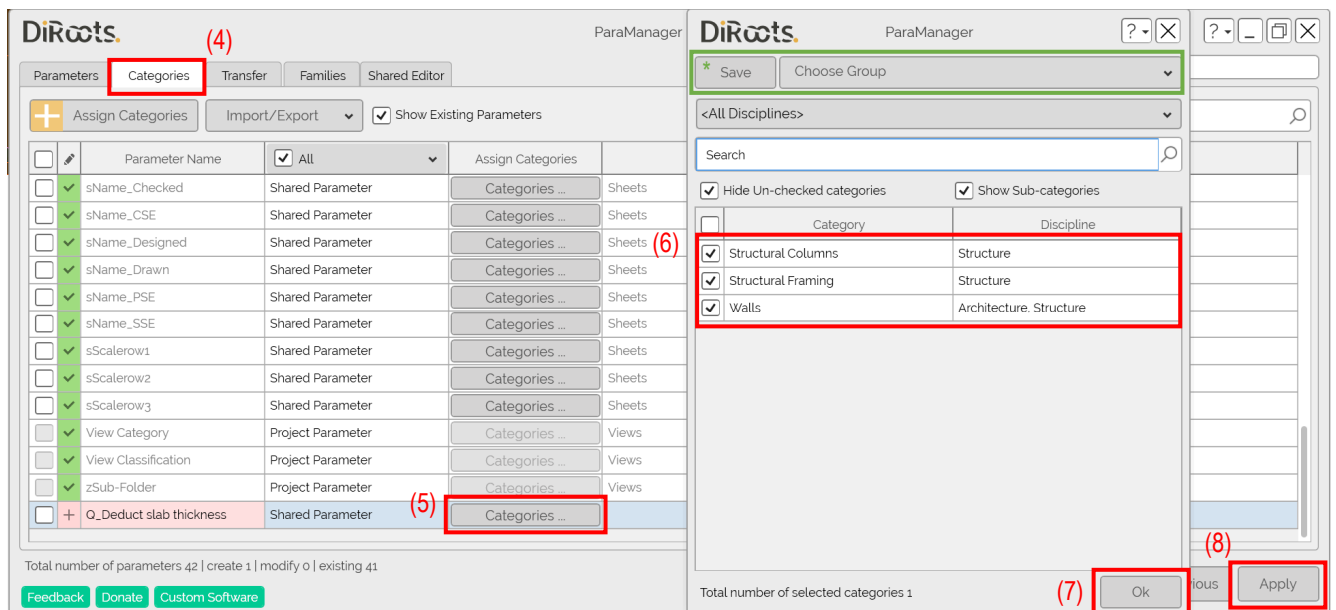 DiRoots.
(4)
ParaManager
Parameters Categories Transfer Families Shared Editor
Assign Categories Import/Export Show Existing Parameters
Parameter Name All Assign Categories
sName_Checked Shared Parameter Categories ... Sheets
sName_CSE Shared Parameter Categories ... Sheets
sName_Designed Shared Parameter Categories ... Sheets
sName_Drawn Shared Parameter Categories ... Sheets
sName_PSE Shared Parameter Categories ... Sheets
sName_SSE Shared Parameter Categories ... Sheets
sScalerow1 Shared Parameter Categories ... Sheets
sScalerow2 Shared Parameter Categories ... Sheets
sScalerow3 Shared Parameter Categories ... Sheets
View Category Project Parameter Categories ... Views
View Classification Project Parameter Categories ... Views
zSub-Folder Project Parameter Categories ... Views
(5)
Q_Deduct slab thickness Shared Parameter Categories ...
Total number of parameters 42 | create 1 | modify 0 | existing 41
Feedback Donate Custom Software
DiRoots. ParaManager ?
?
* Save Choose Group
<All Disciplines>
Search
Hide Un-checked categories Show Sub-categories
Category Discipline
(6)
Structural Columns Structure
Structural Framing Structure
Walls Architecture. Structure
Total number of selected categories 1
(7)
Ok
(8)
ious Apply